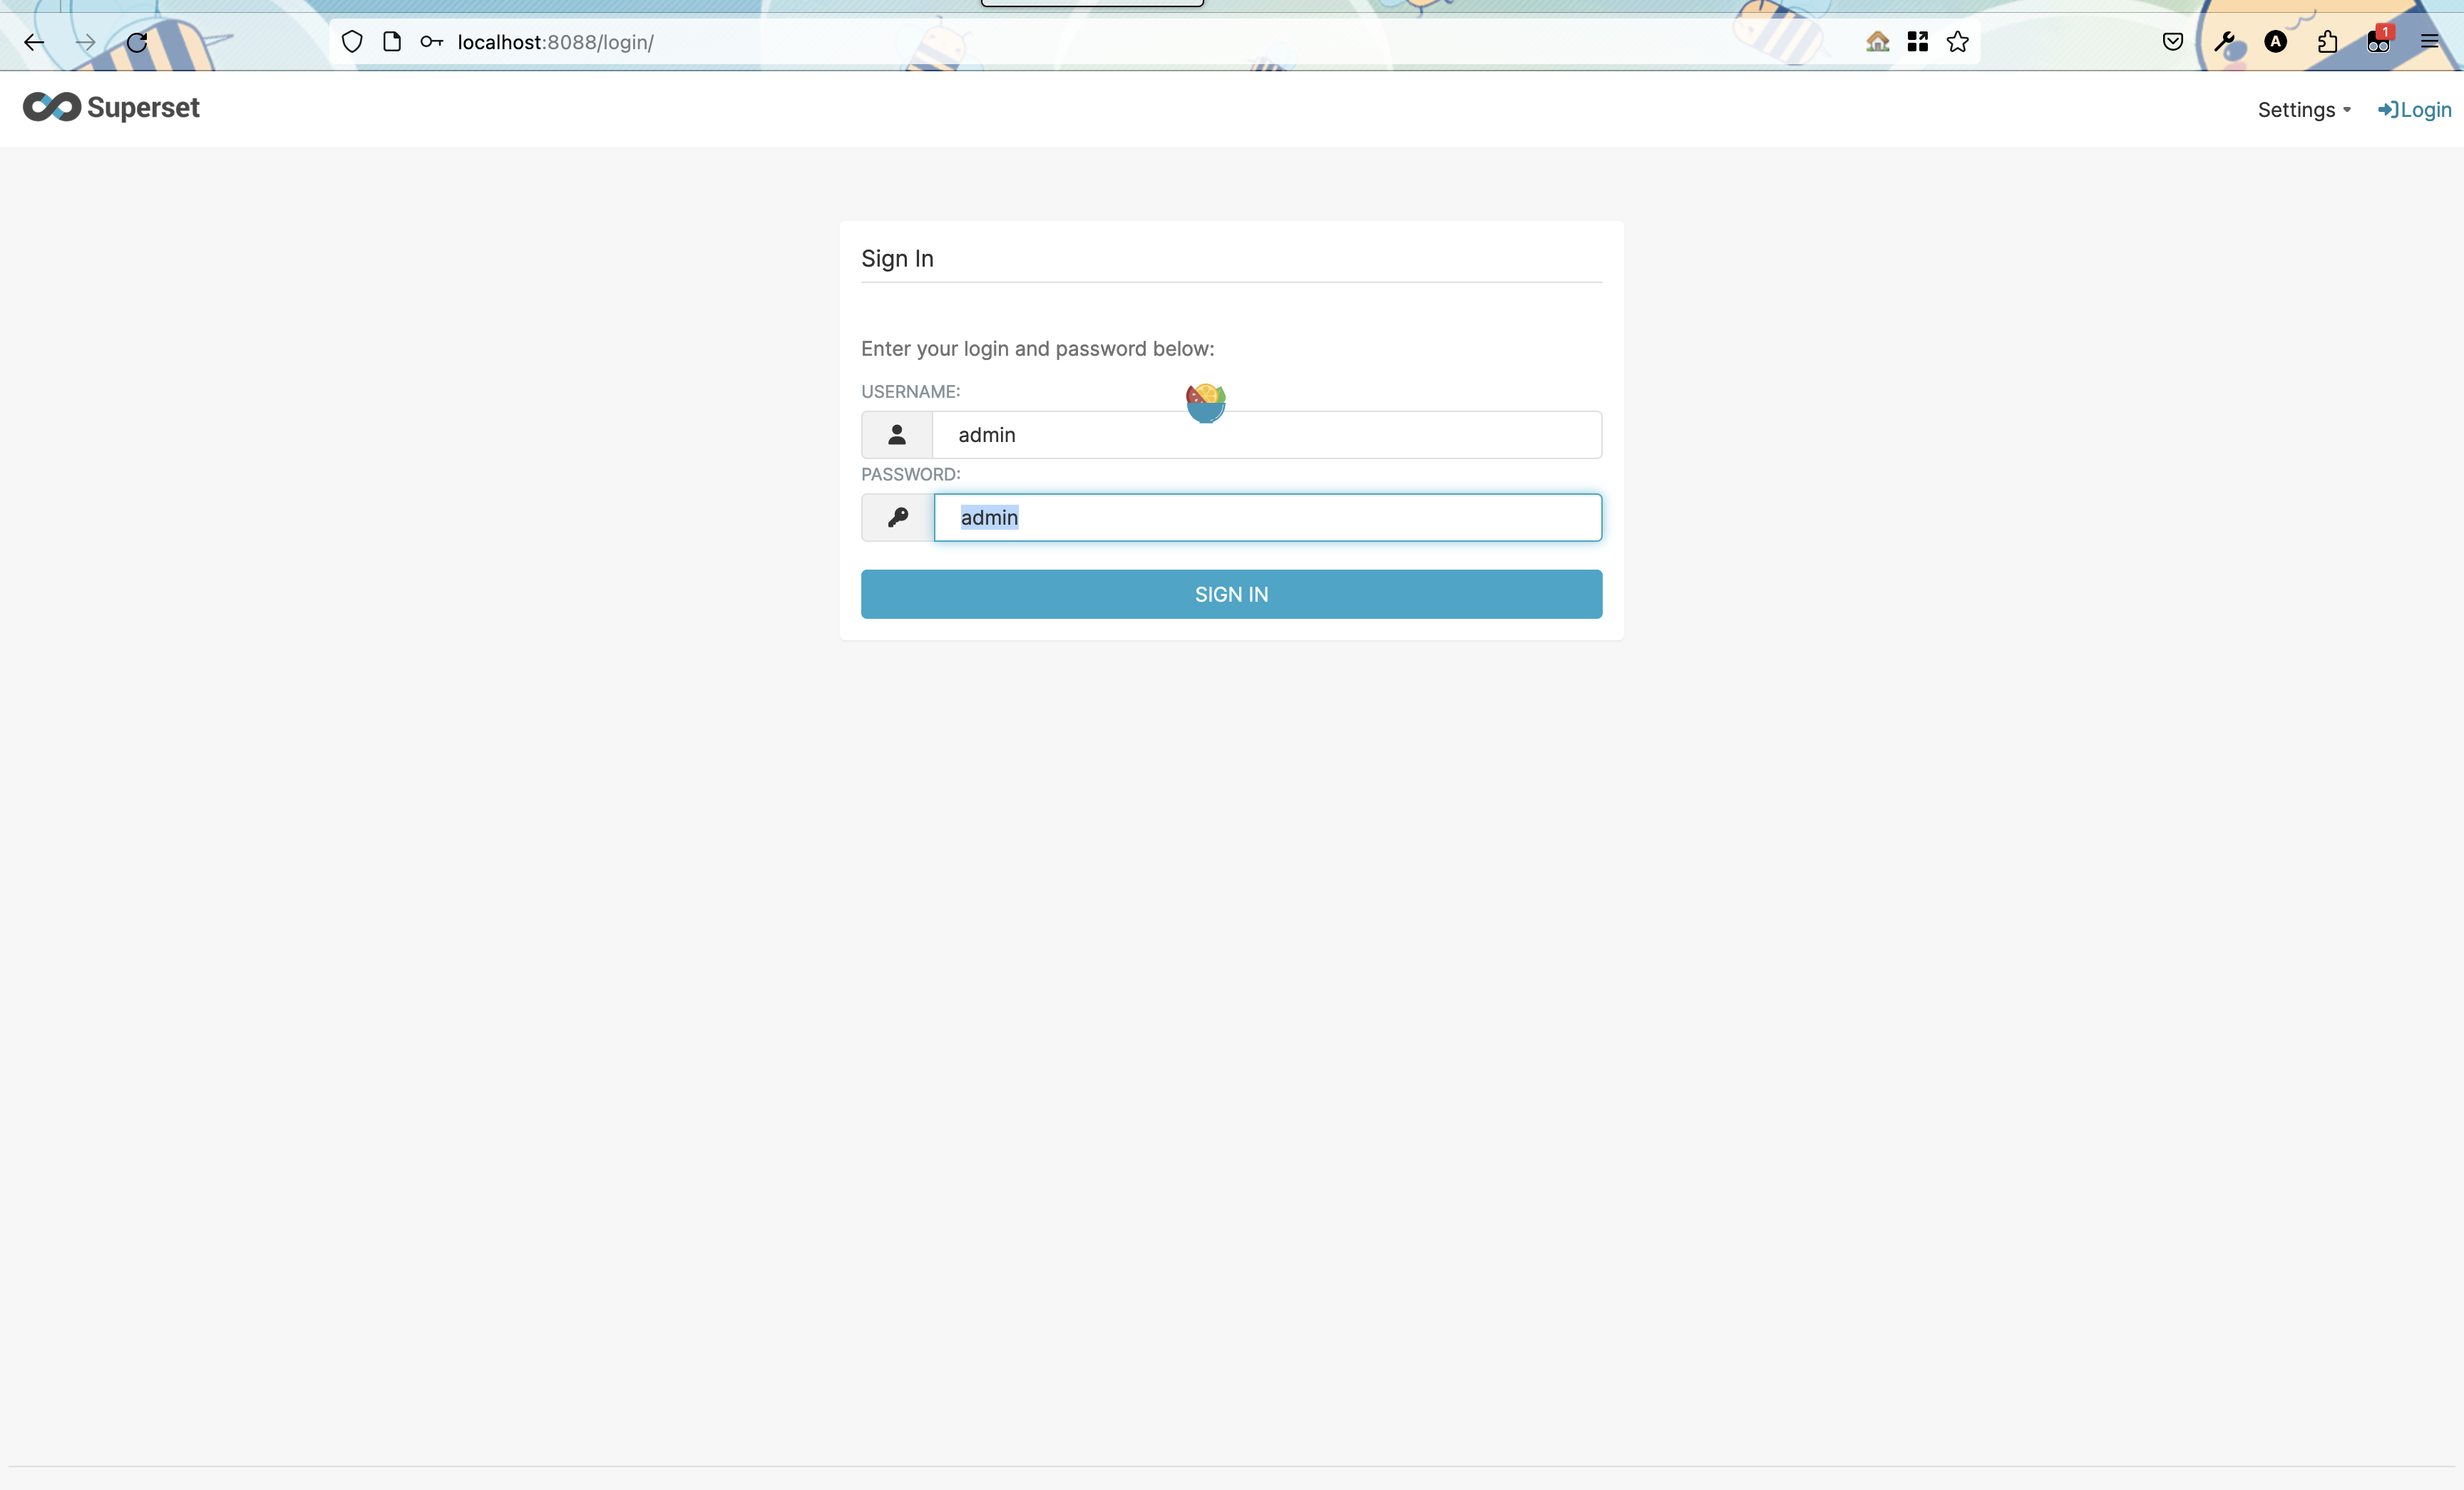 localhost:8088/login/
A
1
Superset
Settings
Login
Sign In
Enter your login and password below:
USERNAME:
admin
PASSWORD:
admin
SIGN IN